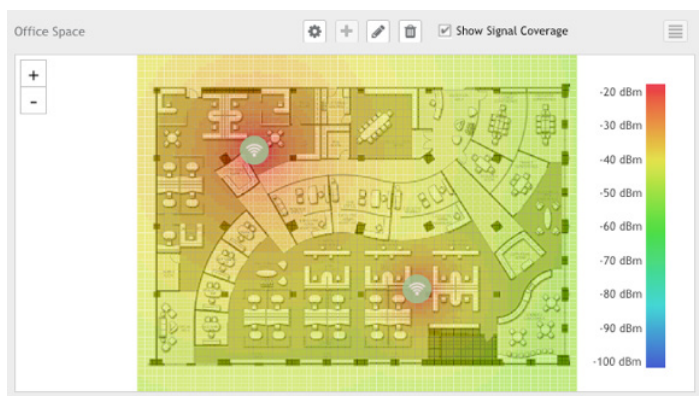 Office Space
Show Signal Coverage
+
-
-20 dBm
-30 dBm
-40 dBm
-50 dBm
-60 dBm
-70 dBm
-80 dBm
-90 dBm
-100 dBm